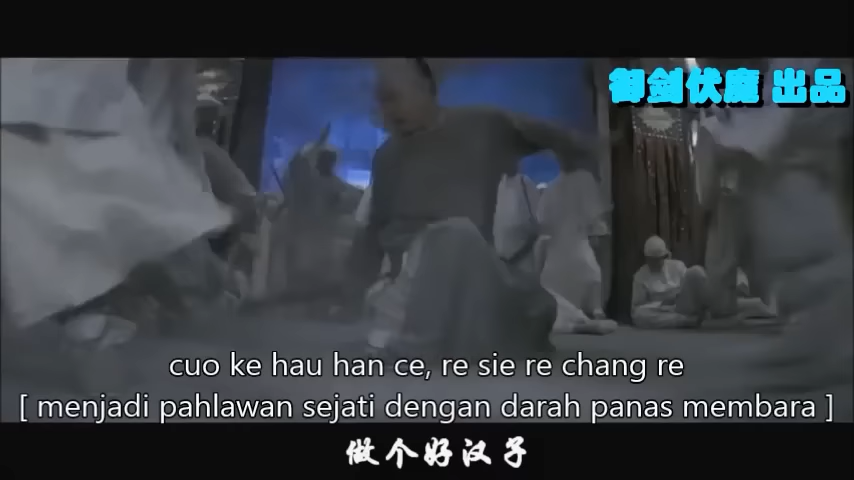 御剑伏魔 出品
cuo ke hau han ce, re sie re chang re
[ menjadi pahlawan sejati dengan darah panas membara ]
做个好汉子